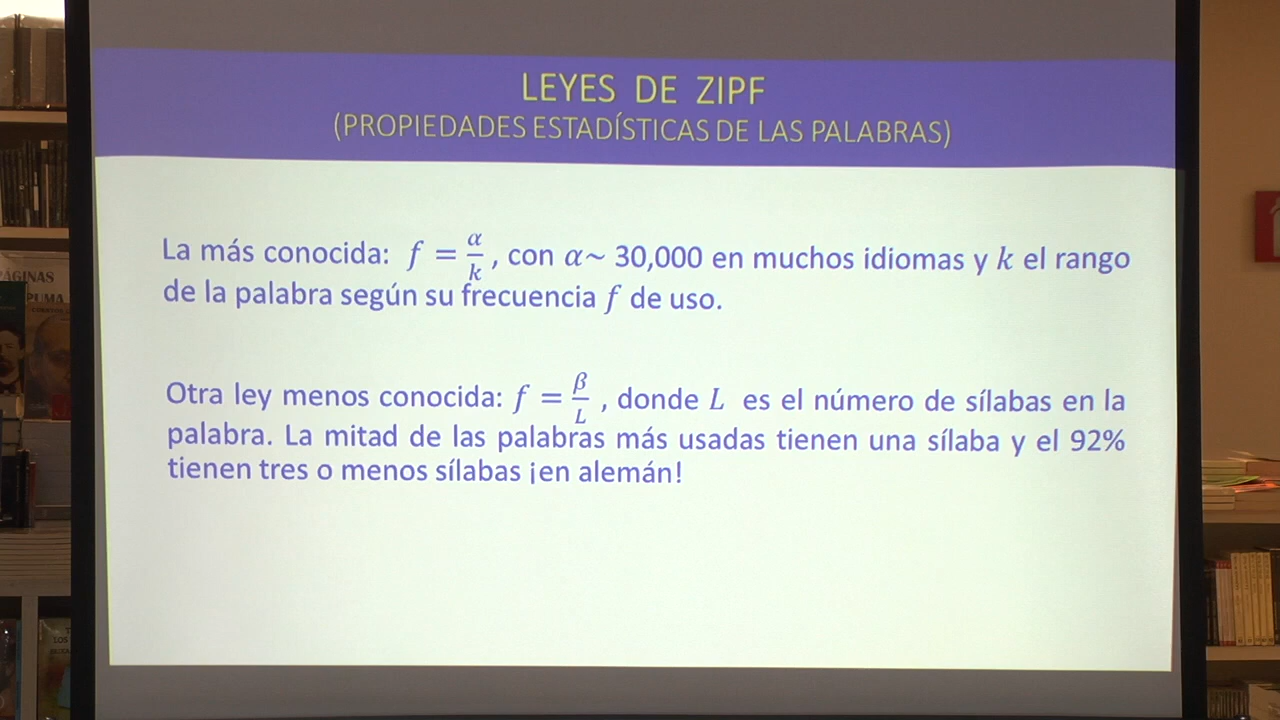 LEYES DE ZIPF
(PROPIEDADES ESTADÍSTICAS DE LAS PALABRAS)
La más conocida: f = α/k , con α~ 30,000 en muchos idiomas y k el rango
de la palabra según su frecuencia f de uso.
Otra ley menos conocida: f = β/L , donde L es el número de sílabas en la
palabra. La mitad de las palabras más usadas tienen una sílaba y el 92%
tienen tres o menos sílabas ¡en alemán!
PÁGINAS
PUMA